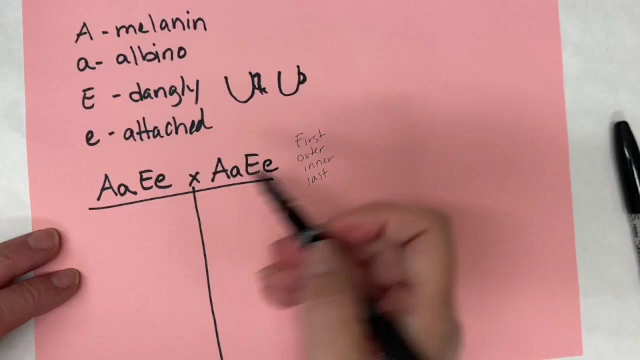 A - melanin
a - albino
E - dangly
e - attached
AaEe x AaEe
First
outer
inner
last